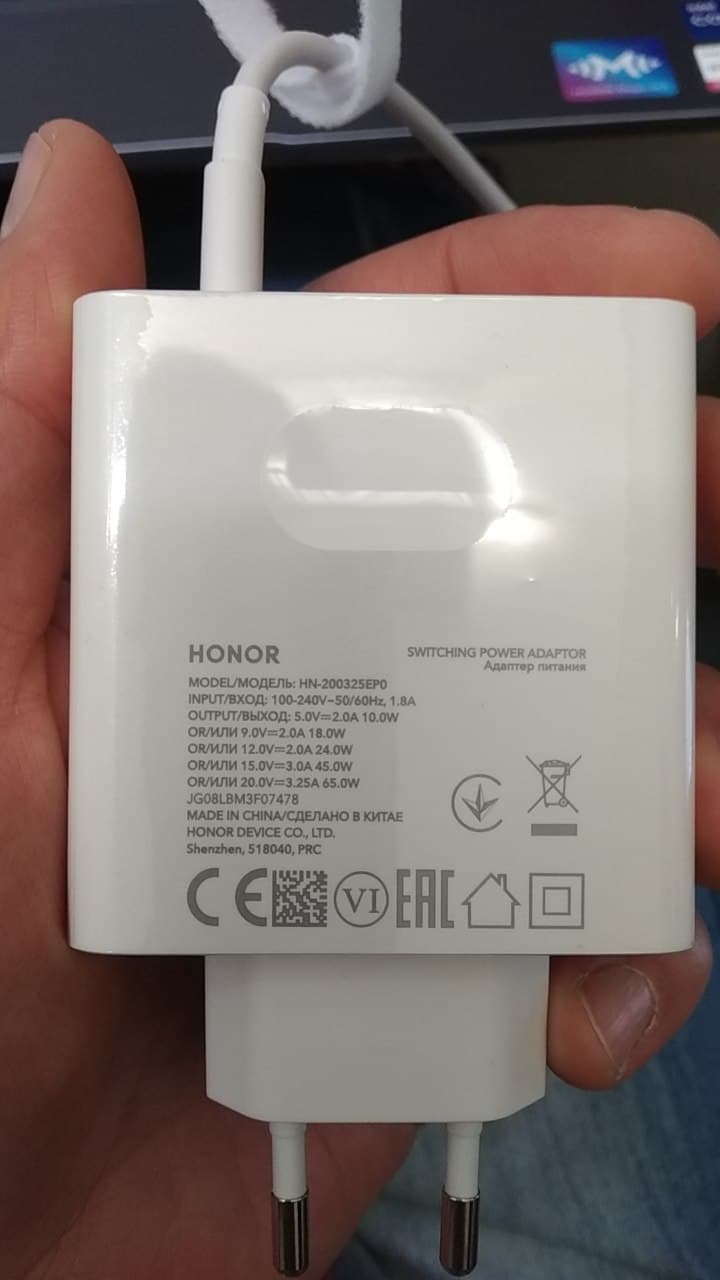 HONOR
SWITCHING POWER ADAPTOR
Адаптер питания
MODEL/МОДЕЛЬ: HN-200325EP0
INPUT/ВХОД: 100-240V~50/60Hz, 1.8A
OUTPUT/ВЫХОД: 5.0V⎓2.0A 10.0W
OR/ИЛИ 9.0V⎓2.0A 18.0W
OR/ИЛИ 12.0V⎓2.0A 24.0W
OR/ИЛИ 15.0V⎓3.0A 45.0W
OR/ИЛИ 20.0V⎓3.25A 65.0W
JG08LBM3F07478
MADE IN CHINA/СДЕЛАНО В КИТАЕ
HONOR DEVICE CO., LTD.
Shenzhen, 518040, PRC
CE VI EAC